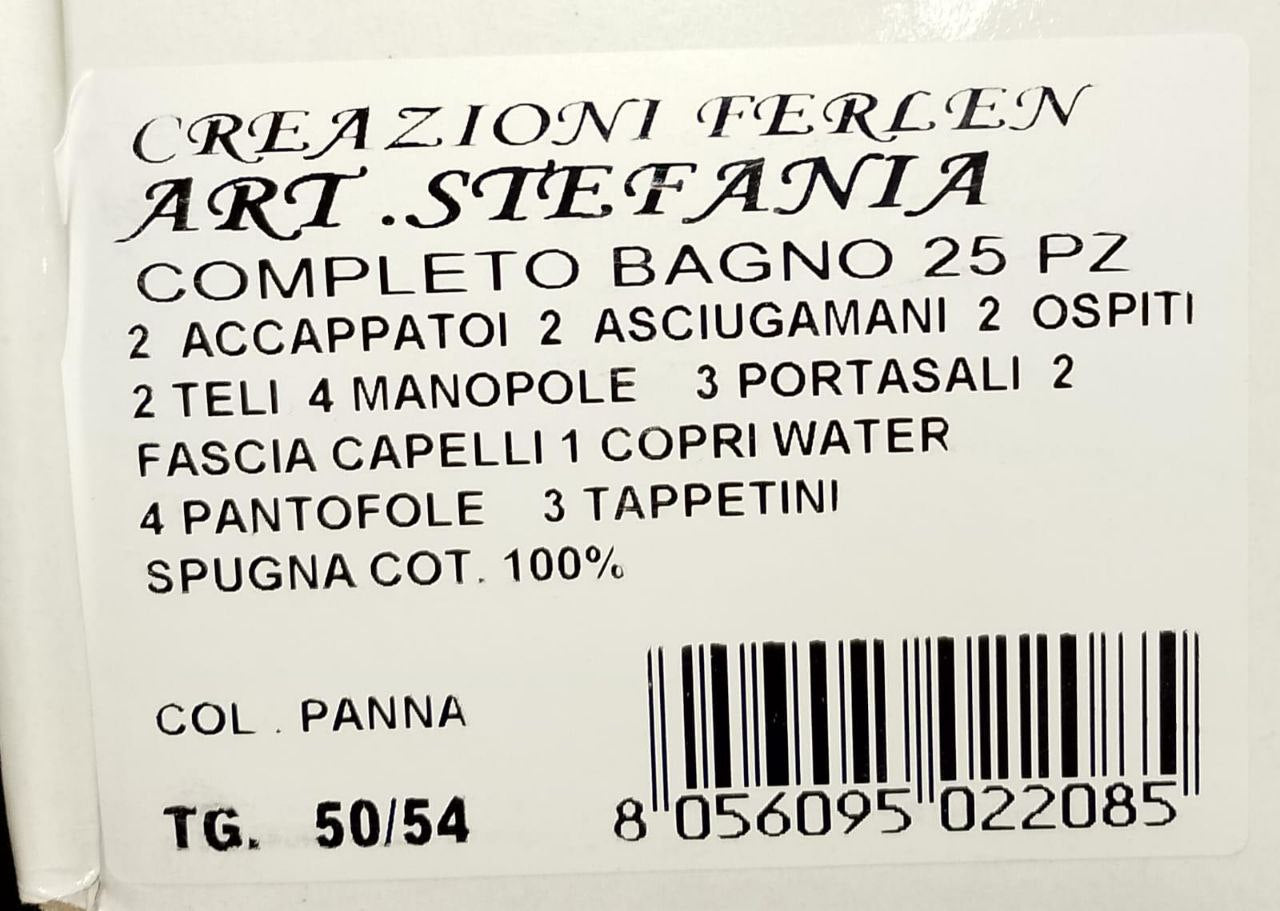 CREAZIONI FERLEN
ART .STEFANIA
COMPLETO BAGNO 25 PZ
2 ACCAPPATOI 2 ASCIUGAMANI 2 OSPITI
2 TELI 4 MANOPOLE 3 PORTASALI 2
FASCIA CAPELLI 1 COPRI WATER
4 PANTOFOLE 3 TAPPETINI
SPUGNA COT. 100%
COL . PANNA
TG. 50/54
8 056095 022085